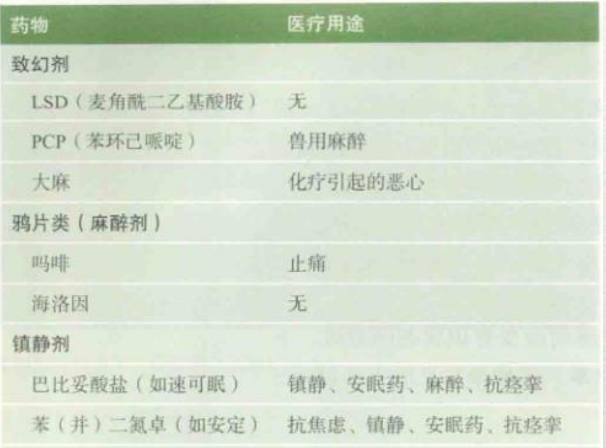 药物 医疗用途
致幻剂
LSD（麦角酰二乙基酸胺） 无
PCP（苯环己哌啶） 兽用麻醉
大麻 化疗引起的恶心
鸦片类（麻醉剂）
吗啡 止痛
海洛因 无
镇静剂
巴比妥酸盐（如速可眠） 镇静、安眠药、麻醉、抗痉挛
苯（并）二氮卓（如安定） 抗焦虑、镇静、安眠药、抗痉挛